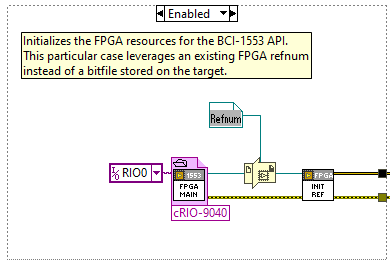 Enabled
Initializes the FPGA resources for the BCI-1553 API.
This particular case leverages an existing FPGA refnum
instead of a bitfile stored on the target.
Refnum
I/O RIO0
1553
FPGA
MAIN
cRIO-9040
FPGA
INIT
REF